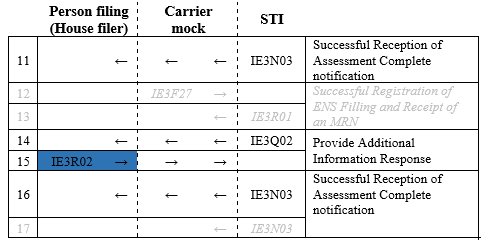 Person filing (House filer) Carrier mock STI
11 ← ← ← IE3N03 Successful Reception of Assessment Complete notification
12 IE3F27 → Successful Registration of ENS Filling and Receipt of an MRN
13 ← IE3R01
14 ← ← ← IE3Q02 Provide Additional Information Response
15 IE3R02 → → →
16 ← ← ← IE3N03 Successful Reception of Assessment Complete notification
17 ← IE3N03